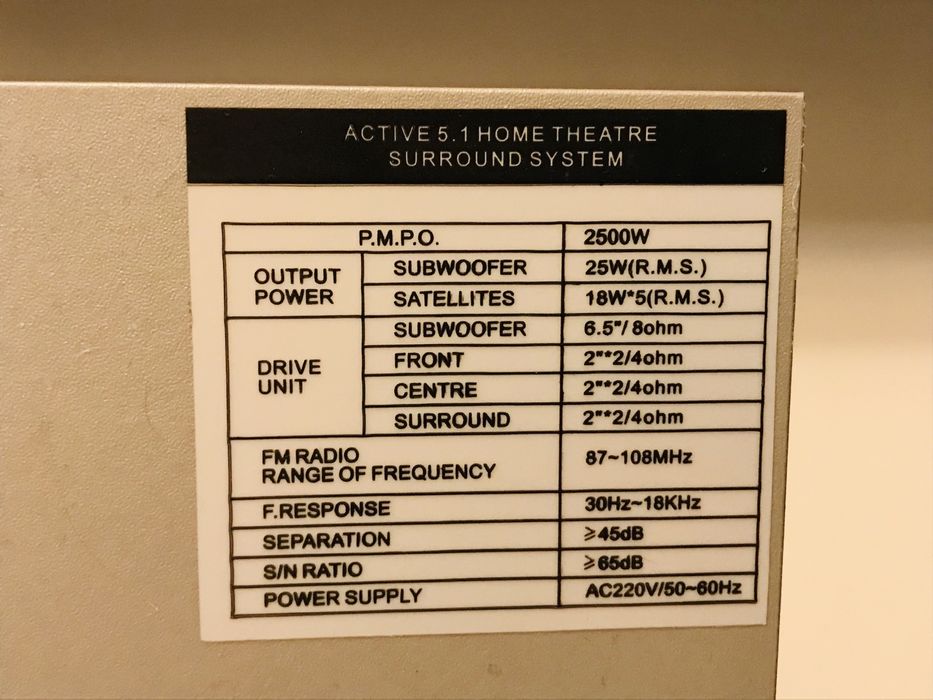 ACTIVE 5.1 HOME THEATRE
SURROUND SYSTEM
P.M.P.O. 2500W
OUTPUT POWER SUBWOOFER 25W(R.M.S.)
SATELLITES 18W*5(R.M.S.)
DRIVE UNIT SUBWOOFER 6.5"/8ohm
FRONT 2"*2/4ohm
CENTRE 2"*2/4ohm
SURROUND 2"*2/4ohm
FM RADIO
RANGE OF FREQUENCY 87~108MHz
F.RESPONSE 30Hz~18KHz
SEPARATION ⩾45dB
S/N RATIO ⩾65dB
POWER SUPPLY AC220V/50~60Hz